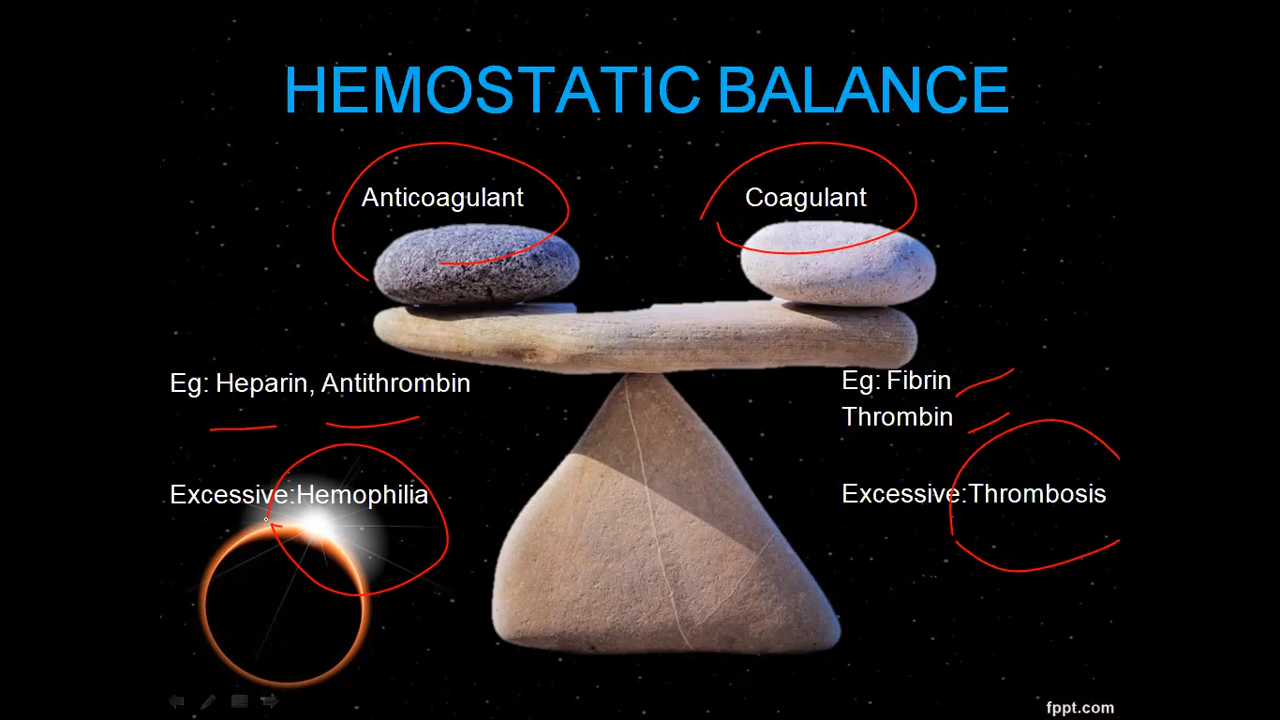 HEMOSTATIC BALANCE
Anticoagulant
Coagulant
Eg: Heparin, Antithrombin
Eg: Fibrin
Thrombin
Excessive:Hemophilia
Excessive:Thrombosis
fppt.com